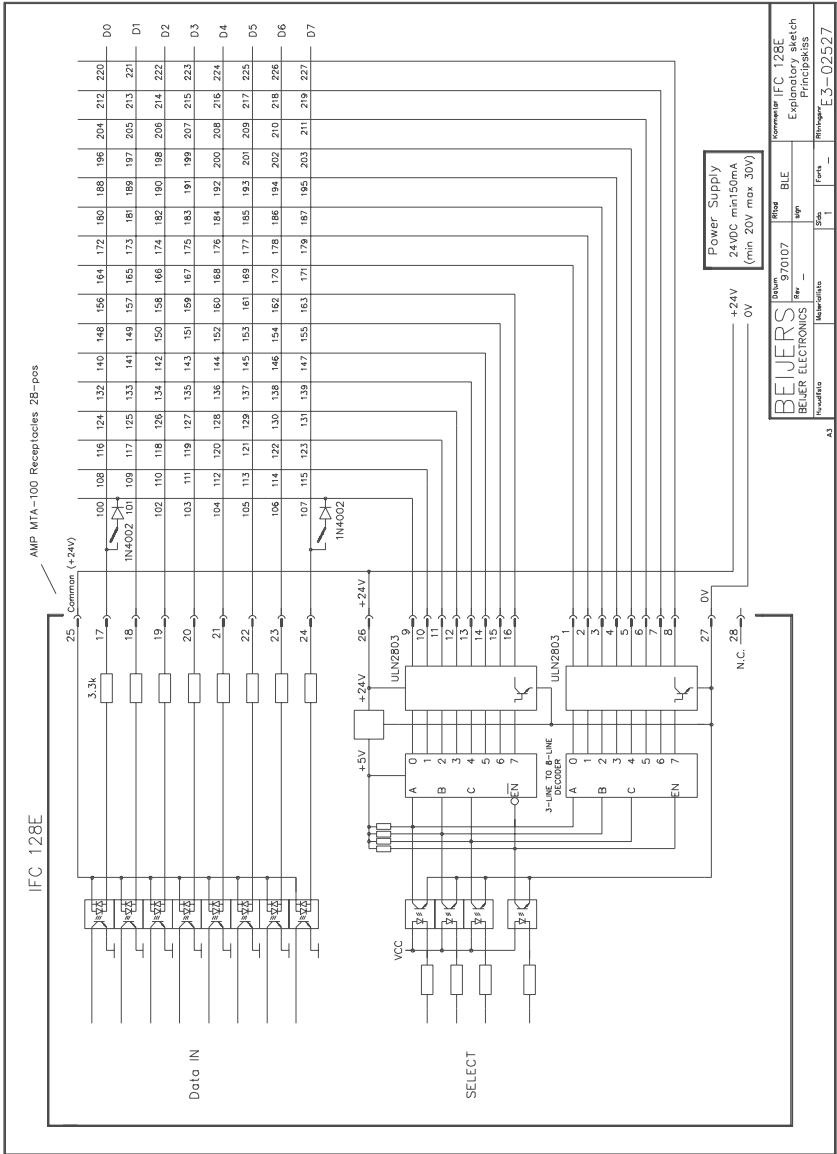 IFC 128E
AMP MTA-100 Receptacles 28-pos
Data IN
SELECT
VCC
3.3k
25 Common (+24V)
17
18
19
20
21
22
23
24
1N4002
1N4002
100 108 116 124 132 140 148 156 164 172 180 188 196 204 212 220 D0
101 109 117 125 133 141 149 157 165 173 181 189 197 205 213 221 D1
102 110 118 126 134 142 150 158 166 174 182 190 198 206 214 222 D2
103 111 119 127 135 143 151 159 167 175 183 191 199 207 215 223 D3
104 112 120 128 136 144 152 160 168 176 184 192 200 208 216 224 D4
105 113 121 129 137 145 153 161 169 177 185 193 201 209 217 225 D5
106 114 122 130 138 146 154 162 170 178 186 194 202 210 218 226 D6
107 115 123 131 139 147 155 163 171 179 187 195 203 211 219 227 D7
+5V
+24V
26 +24V
ULN2803
A 0
1
B 2
3
C 4
5
6
EN 7
9
10
11
12
13
14
15
16
3-LINE TO 8-LINE
DECODER
ULN2803
A 0
1
B 2
3
C 4
5
6
EN 7
1
2
3
4
5
6
7
8
27 0V
28
N.C.
+24V
0V
Power Supply
24VDC min150mA
(min 20V max 30V)
BEIJERS
BEIJER ELECTRONICS
Datum 970107
Rev –
Ritad BLE
sign
Kommentar IFC 128E
Explanatory sketch
Principskiss
Huvudlista
Materiallista
Sida 1
Forts –
Ritningsnr E3-02527
A3